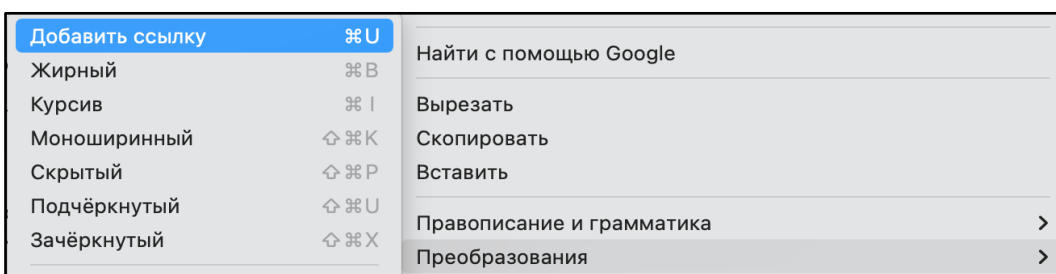 Добавить ссылку ⌘U
Жирный ⌘B
Курсив ⌘I
Моноширинный ⇧⌘K
Скрытый ⇧⌘P
Подчёркнутый ⇧⌘U
Зачёркнутый ⇧⌘X
Найти с помощью Google
Вырезать
Скопировать
Вставить
Правописание и грамматика
Преобразования